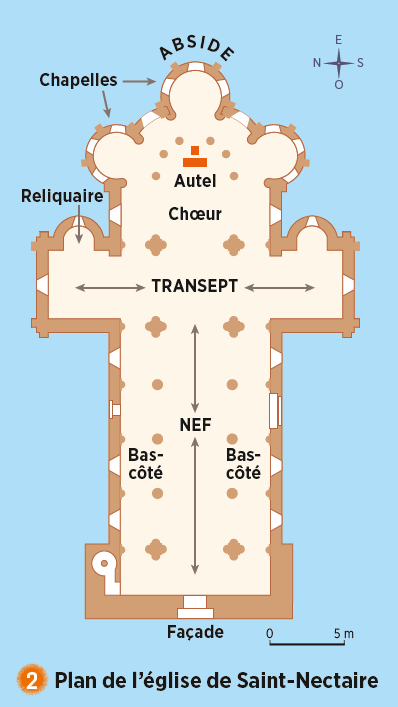 ABSIDE
E
N
S
O
Chapelles
Autel
Reliquaire
Chœur
TRANSEPT
NEF
Bas-
côté
Bas-
côté
Façade
0
5 m
2
Plan de l'église de Saint-Nectaire